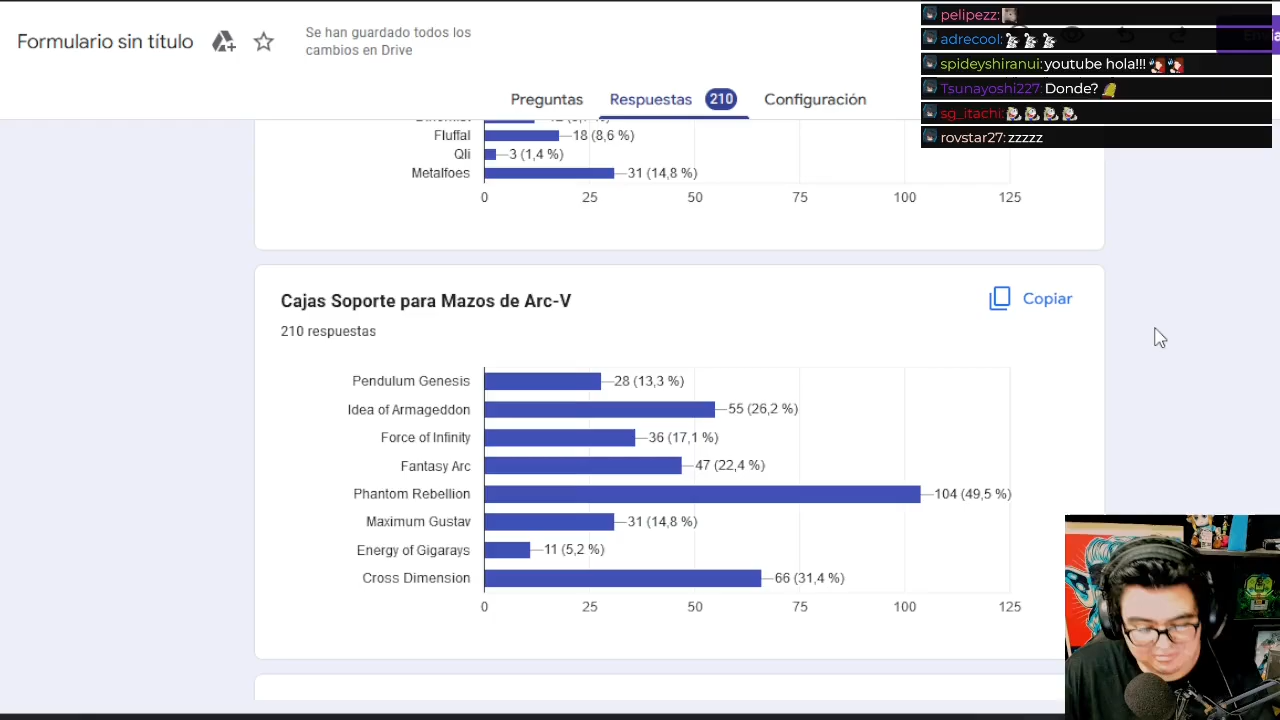 Formulario sin título
Se han guardado todos los
cambios en Drive
pelipezz:
adrecool:
spideyshiranui:youtube hola!!!
Tsunayoshi227:Donde?
sg_itachi:
rovstar27:zzzzz
Preguntas
Respuestas 210
Configuración
Fluffal 18 (8,6 %)
Qli 3 (1,4 %)
Metalfoes 31 (14,8 %)
0 25 50 75 100 125
Cajas Soporte para Mazos de Arc-V
Copiar
210 respuestas
Pendulum Genesis 28 (13,3 %)
Idea of Armageddon 55 (26,2 %)
Force of Infinity 36 (17,1 %)
Fantasy Arc 47 (22,4 %)
Phantom Rebellion 104 (49,5 %)
Maximum Gustav 31 (14,8 %)
Energy of Gigarays 11 (5,2 %)
Cross Dimension 66 (31,4 %)
0 25 50 75 100 125